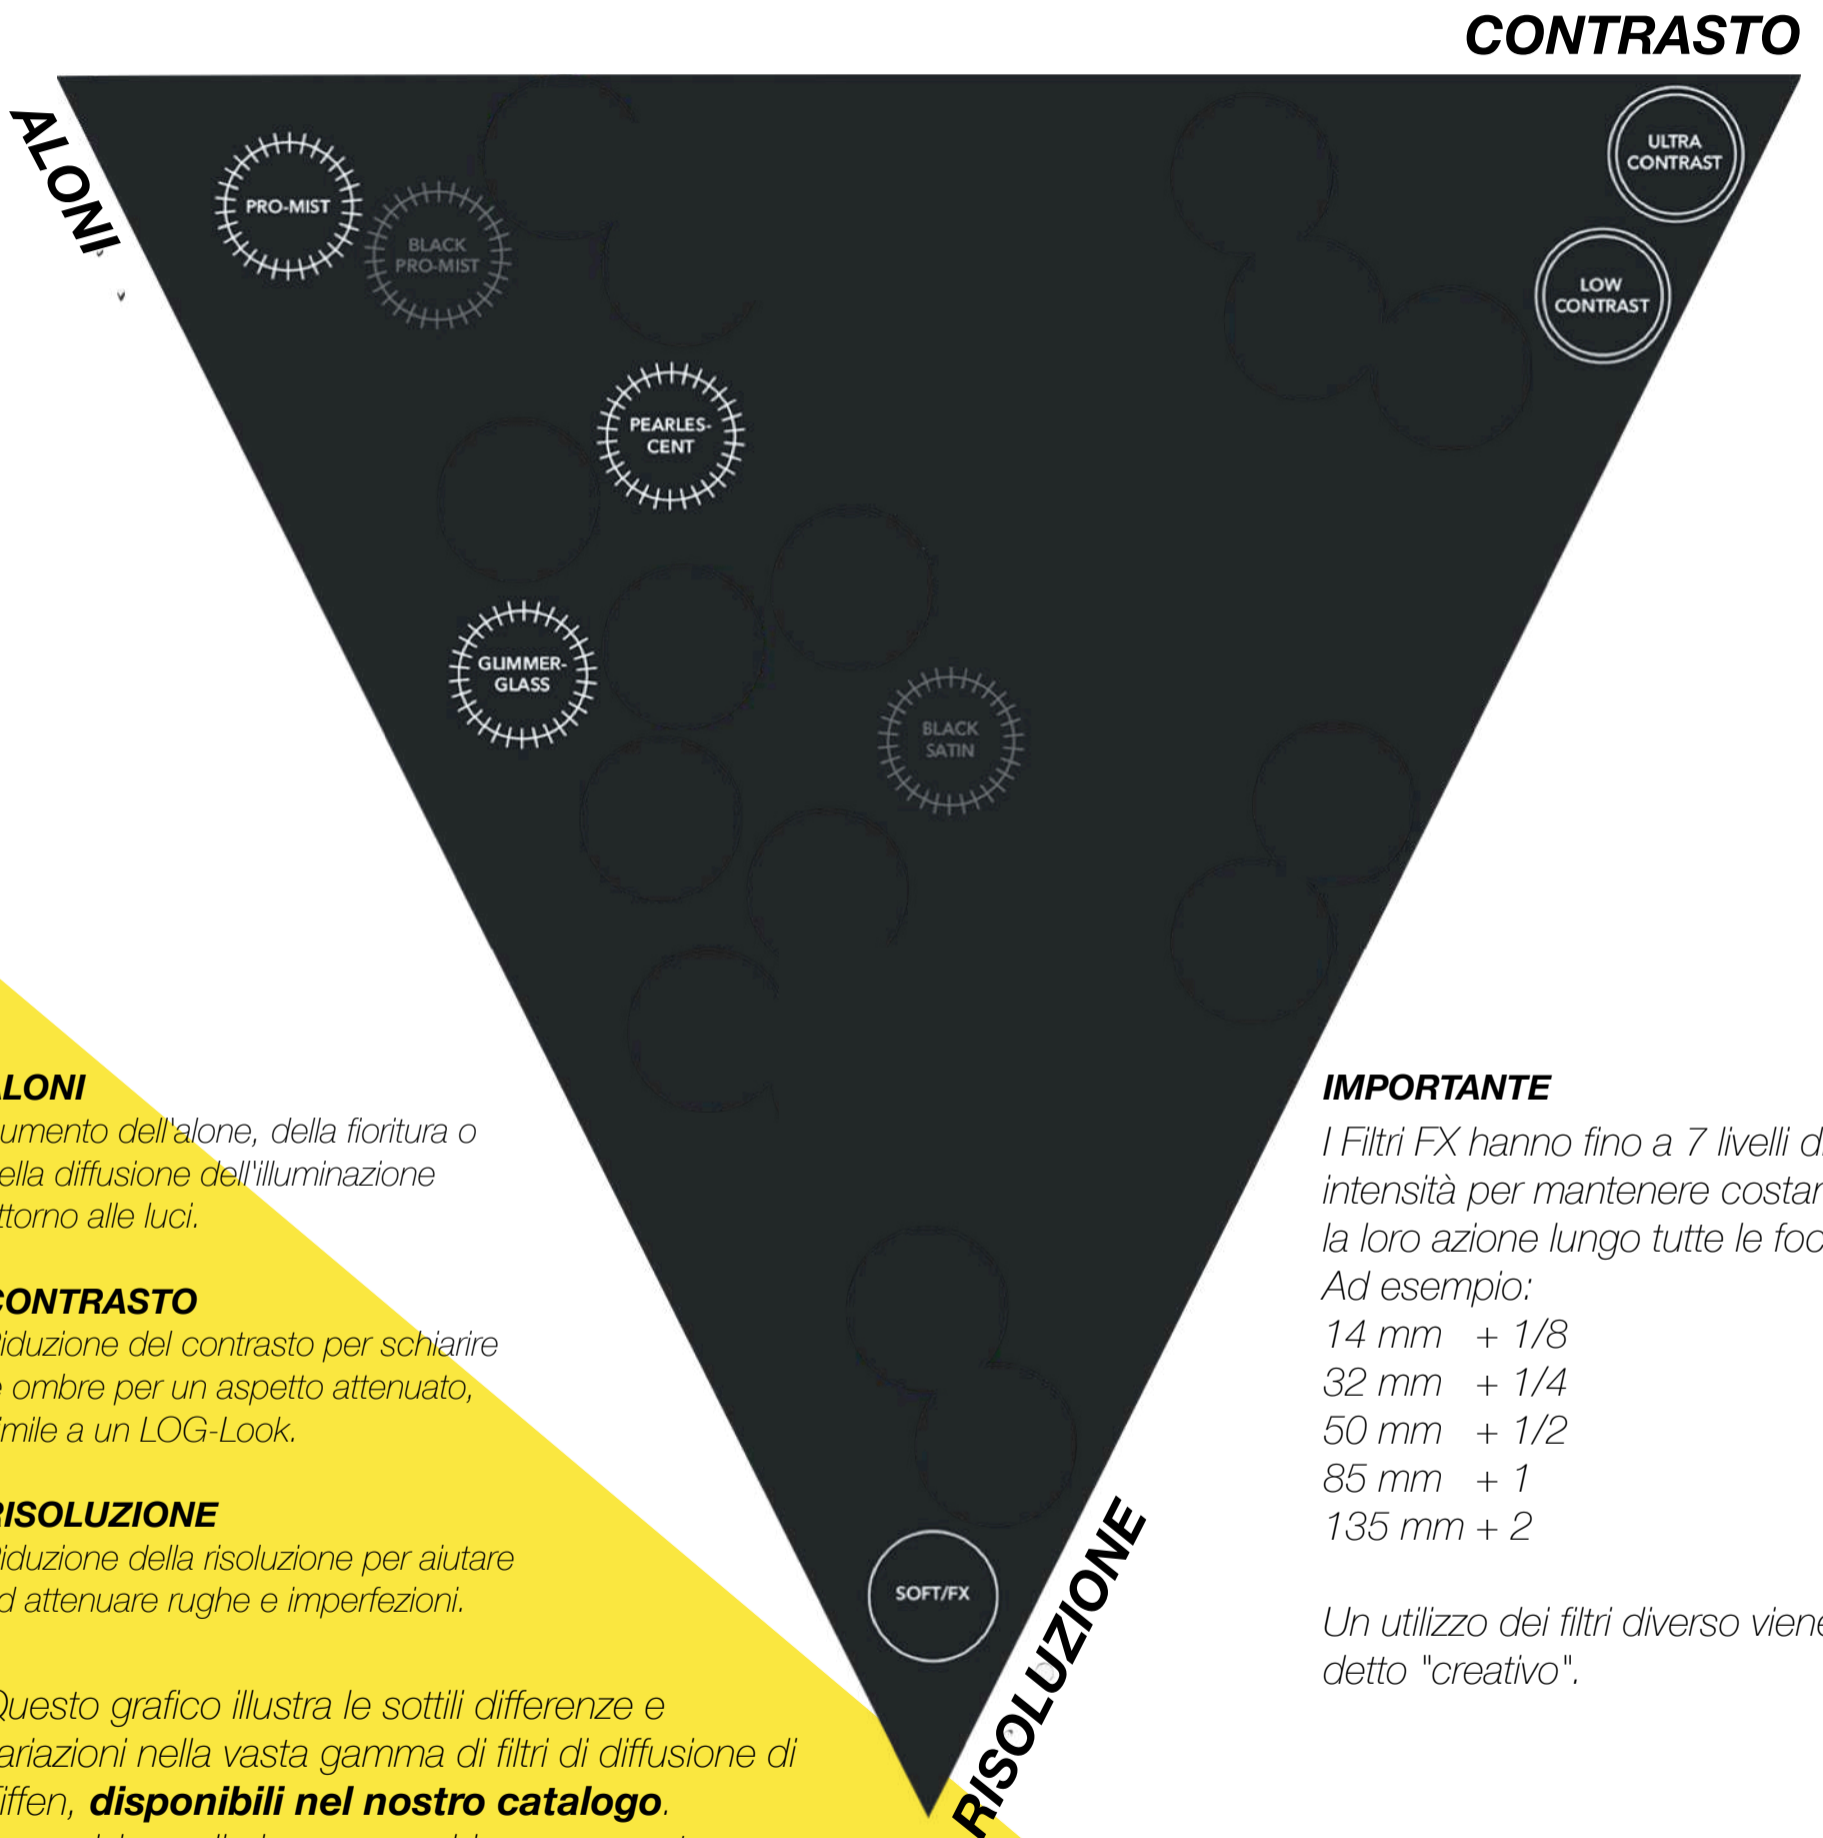 CONTRASTO
ALONI
ULTRA
CONTRAST
PRO-MIST
BLACK
PRO-MIST
LOW
CONTRAST
PEARLES-
CENT
GLIMMER-
GLASS
BLACK
SATIN
SOFT/FX
RISOLUZIONE
LONI
umento dell'alone, della fioritura o
ella diffusione dell'illuminazione
ttorno alle luci.
CONTRASTO
iduzione del contrasto per schiarire
e ombre per un aspetto attenuato,
imile a un LOG-Look.
RISOLUZIONE
iduzione della risoluzione per aiutare
d attenuare rughe e imperfezioni.
Questo grafico illustra le sottili differenze e
ariazioni nella vasta gamma di filtri di diffusione di
iffen, disponibili nel nostro catalogo.
IMPORTANTE
I Filtri FX hanno fino a 7 livelli di
intensità per mantenere costan
la loro azione lungo tutte le foc
Ad esempio:
14 mm + 1/8
32 mm + 1/4
50 mm + 1/2
85 mm + 1
135 mm + 2
Un utilizzo dei filtri diverso viene
detto "creativo".